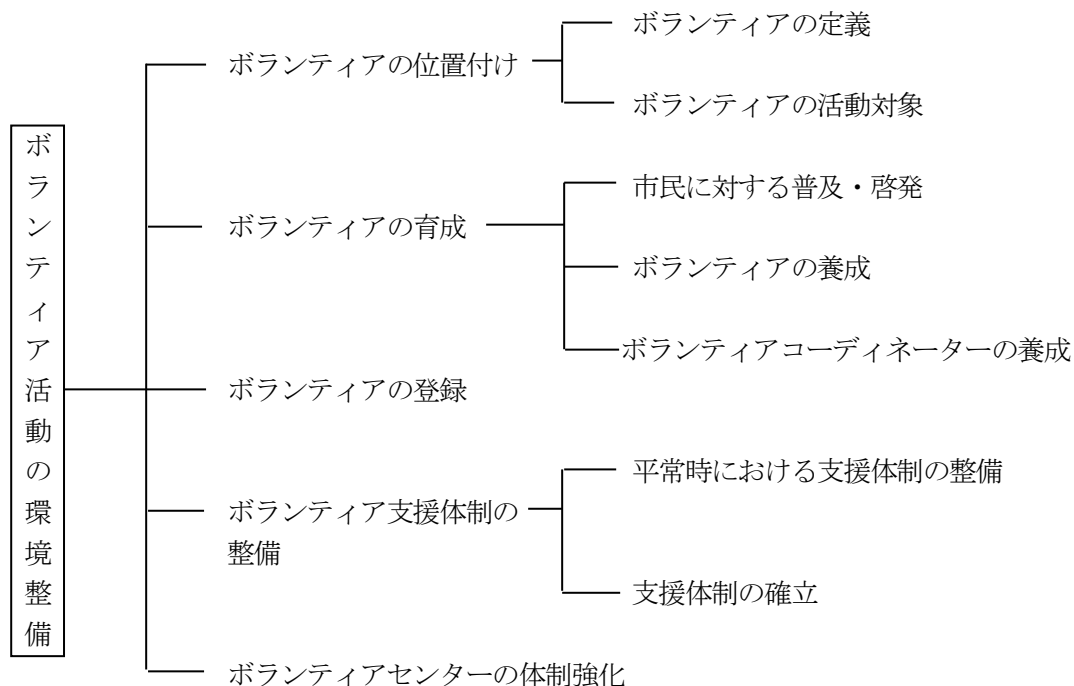 ボランティア活動の環境整備
ボランティアの位置付け
ボランティアの定義
ボランティアの活動対象
ボランティアの育成
市民に対する普及・啓発
ボランティアの養成
ボランティアコーディネーターの養成
ボランティアの登録
ボランティア支援体制の
整備
平常時における支援体制の整備
支援体制の確立
ボランティアセンターの体制強化